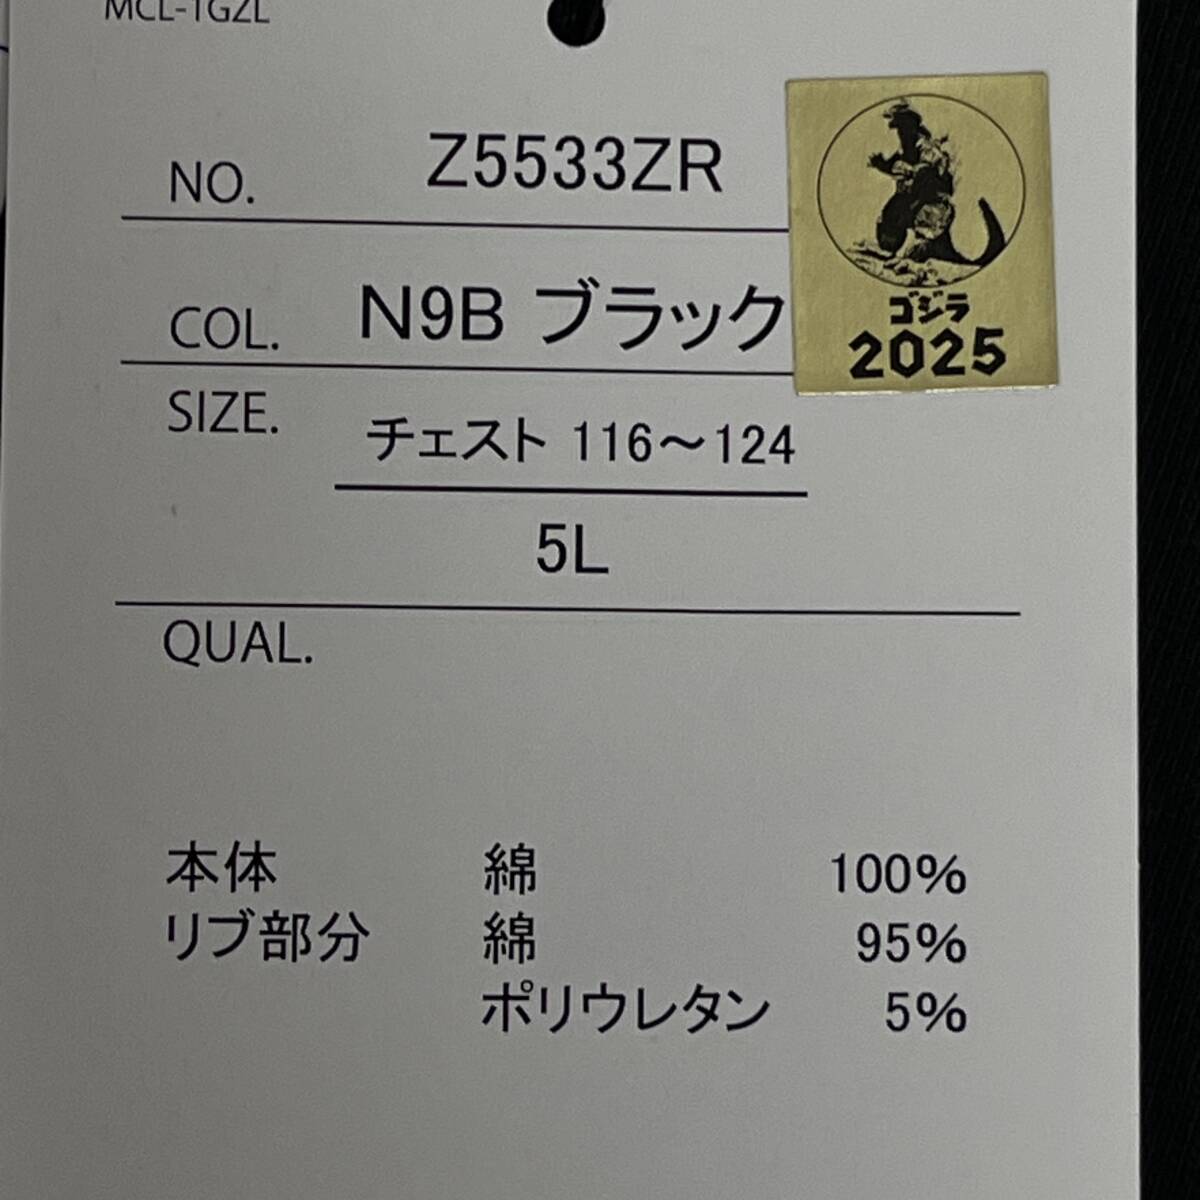 MCL-1GZL
NO. Z5533ZR
COL. N9B ブラック
ゴジラ
2025
SIZE. チェスト 116～124
5L
QUAL.
本体 綿 100%
リブ部分 綿 95%
ポリウレタン 5%